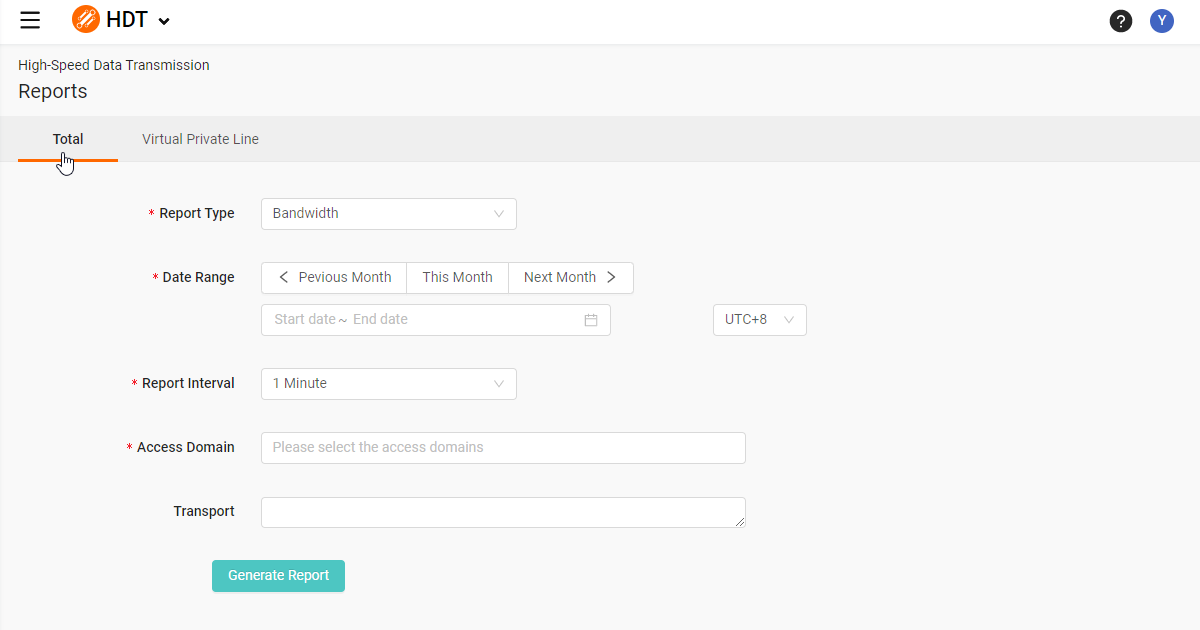 HDT
? Y
High-Speed Data Transmission
Reports
Total Virtual Private Line
* Report Type Bandwidth
* Date Range Pevious Month This Month Next Month
Start date ~ End date UTC+8
* Report Interval 1 Minute
* Access Domain Please select the access domains
Transport
Generate Report